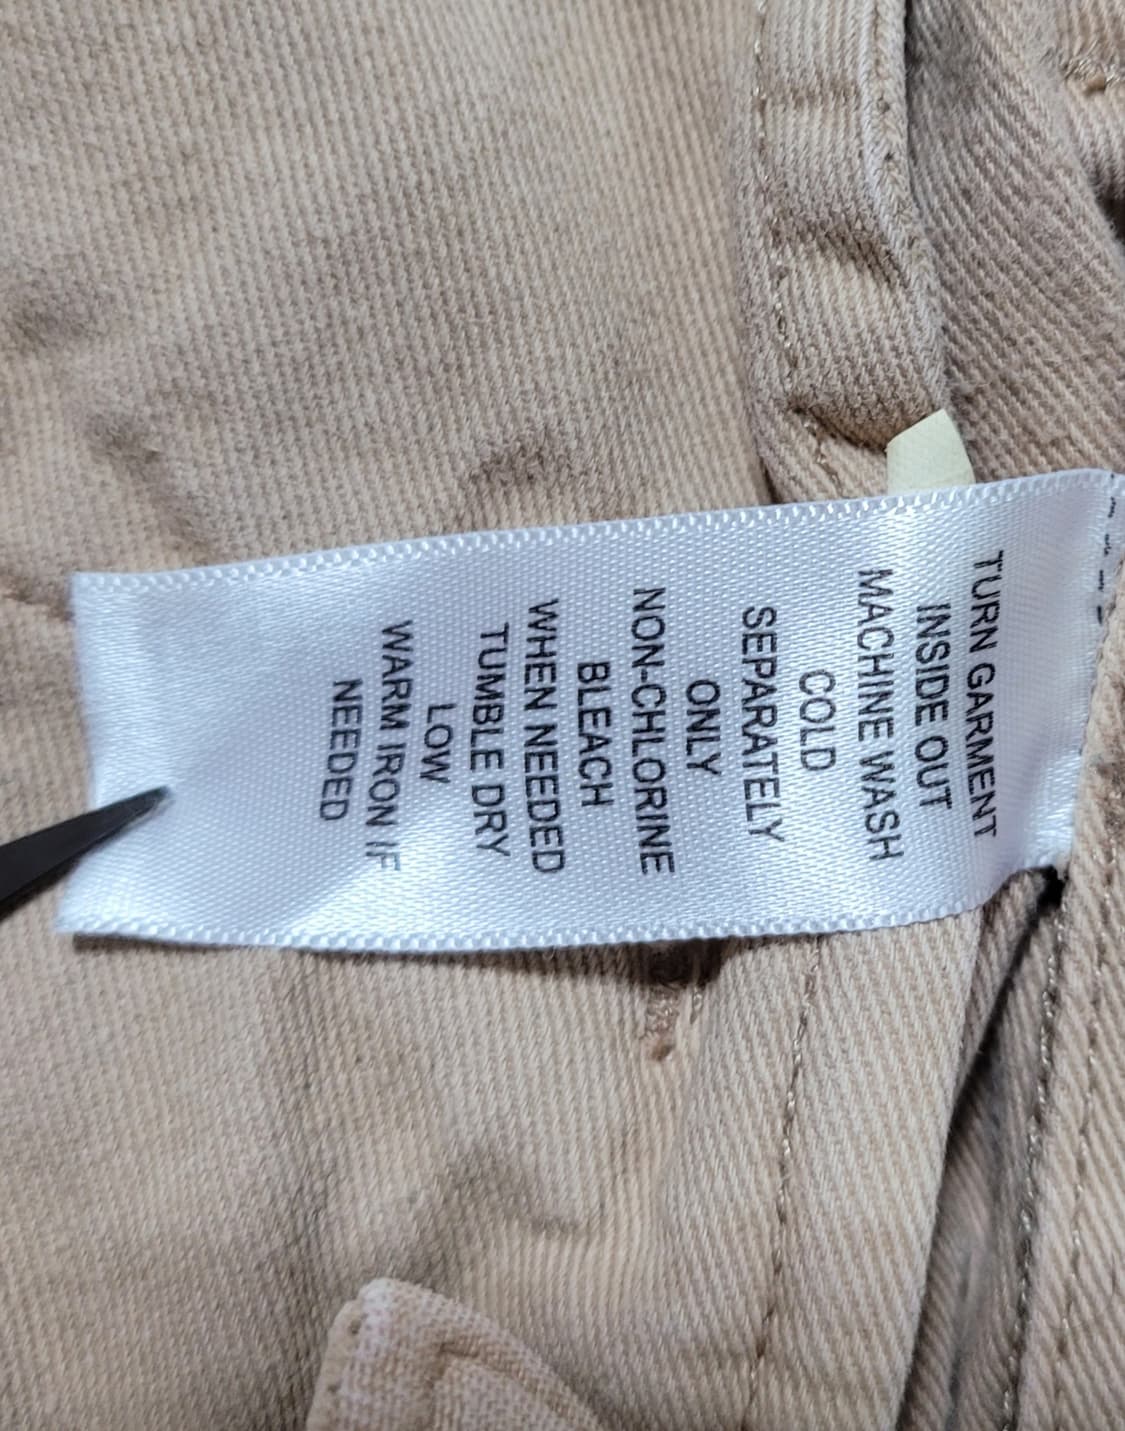 TURN GARMENT
INSIDE OUT
MACHINE WASH
COLD
SEPARATELY
ONLY
NON-CHLORINE
BLEACH
WHEN NEEDED
TUMBLE DRY
LOW
WARM IRON IF
NEEDED